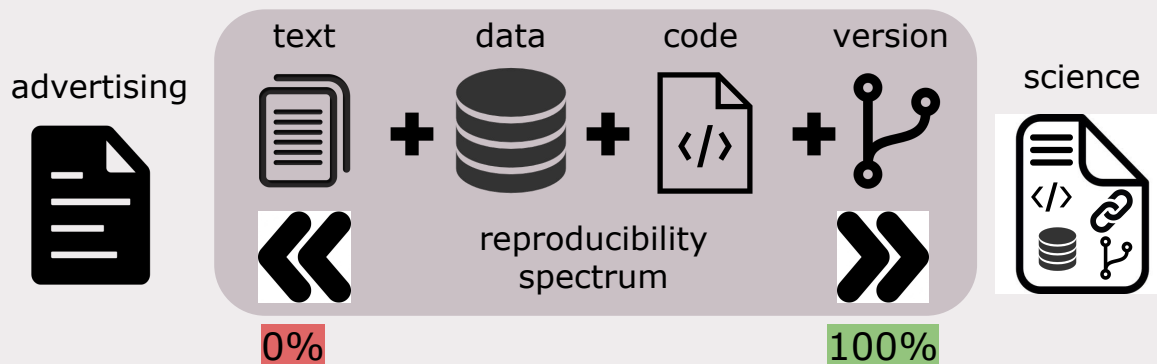 text data code version
advertising
science
</>
</>
reproducibility
spectrum
0% 100%